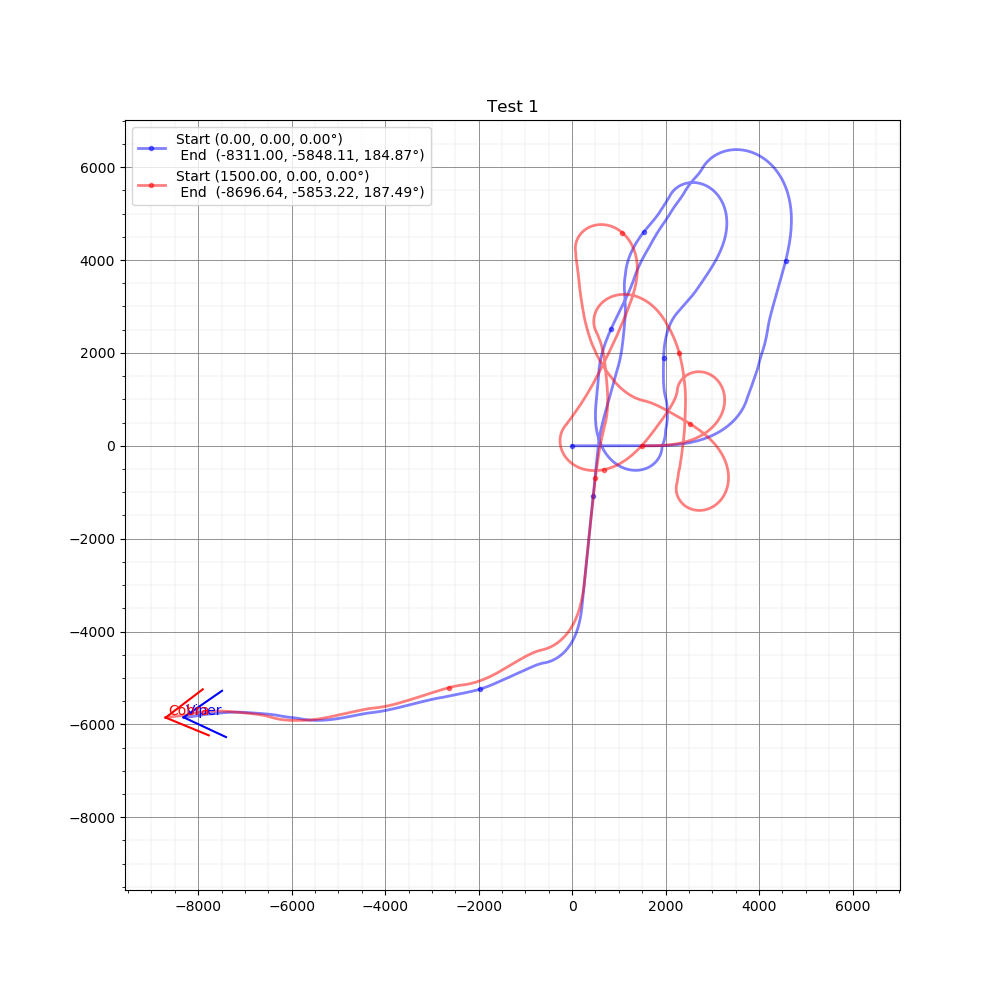 Test 1
Start (0.00, 0.00, 0.00°)
End (-8311.00, -5848.11, 184.87°)
Start (1500.00, 0.00, 0.00°)
End (-8696.64, -5853.22, 187.49°)
6000
4000
2000
0
−2000
−4000
−6000
−8000
Viper
−8000 −6000 −4000 −2000 0 2000 4000 6000